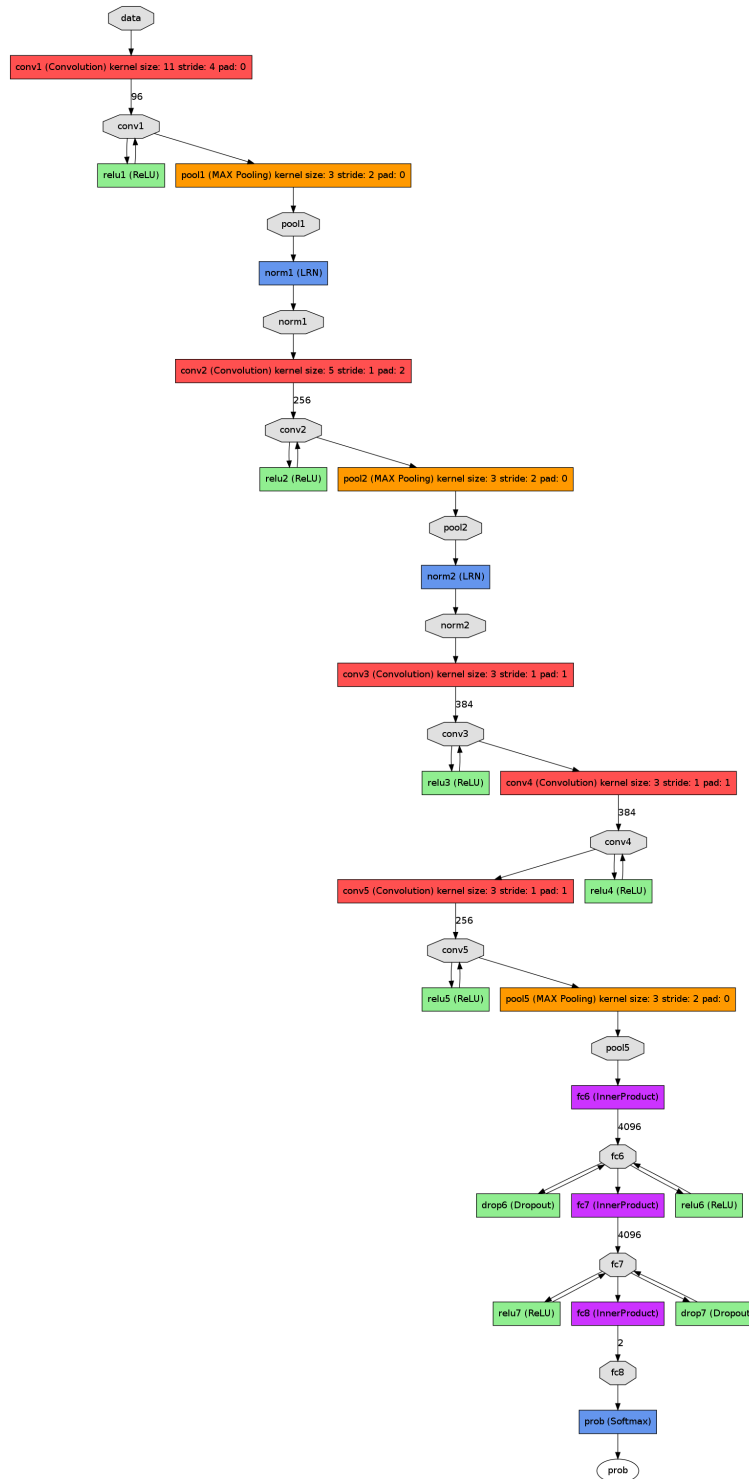 data
conv1 (Convolution) kernel size: 11 stride: 4 pad: 0
96
conv1
relu1 (ReLU)
pool1 (MAX Pooling) kernel size: 3 stride: 2 pad: 0
pool1
norm1 (LRN)
norm1
conv2 (Convolution) kernel size: 5 stride: 1 pad: 2
256
conv2
relu2 (ReLU)
pool2 (MAX Pooling) kernel size: 3 stride: 2 pad: 0
pool2
norm2 (LRN)
norm2
conv3 (Convolution) kernel size: 3 stride: 1 pad: 1
384
conv3
relu3 (ReLU)
conv4 (Convolution) kernel size: 3 stride: 1 pad: 1
384
conv4
conv5 (Convolution) kernel size: 3 stride: 1 pad: 1
relu4 (ReLU)
256
conv5
relu5 (ReLU)
pool5 (MAX Pooling) kernel size: 3 stride: 2 pad: 0
pool5
fc6 (InnerProduct)
4096
fc6
drop6 (Dropout)
fc7 (InnerProduct)
relu6 (ReLU)
4096
fc7
relu7 (ReLU)
fc8 (InnerProduct)
drop7 (Dropout
2
fc8
prob (Softmax)
prob